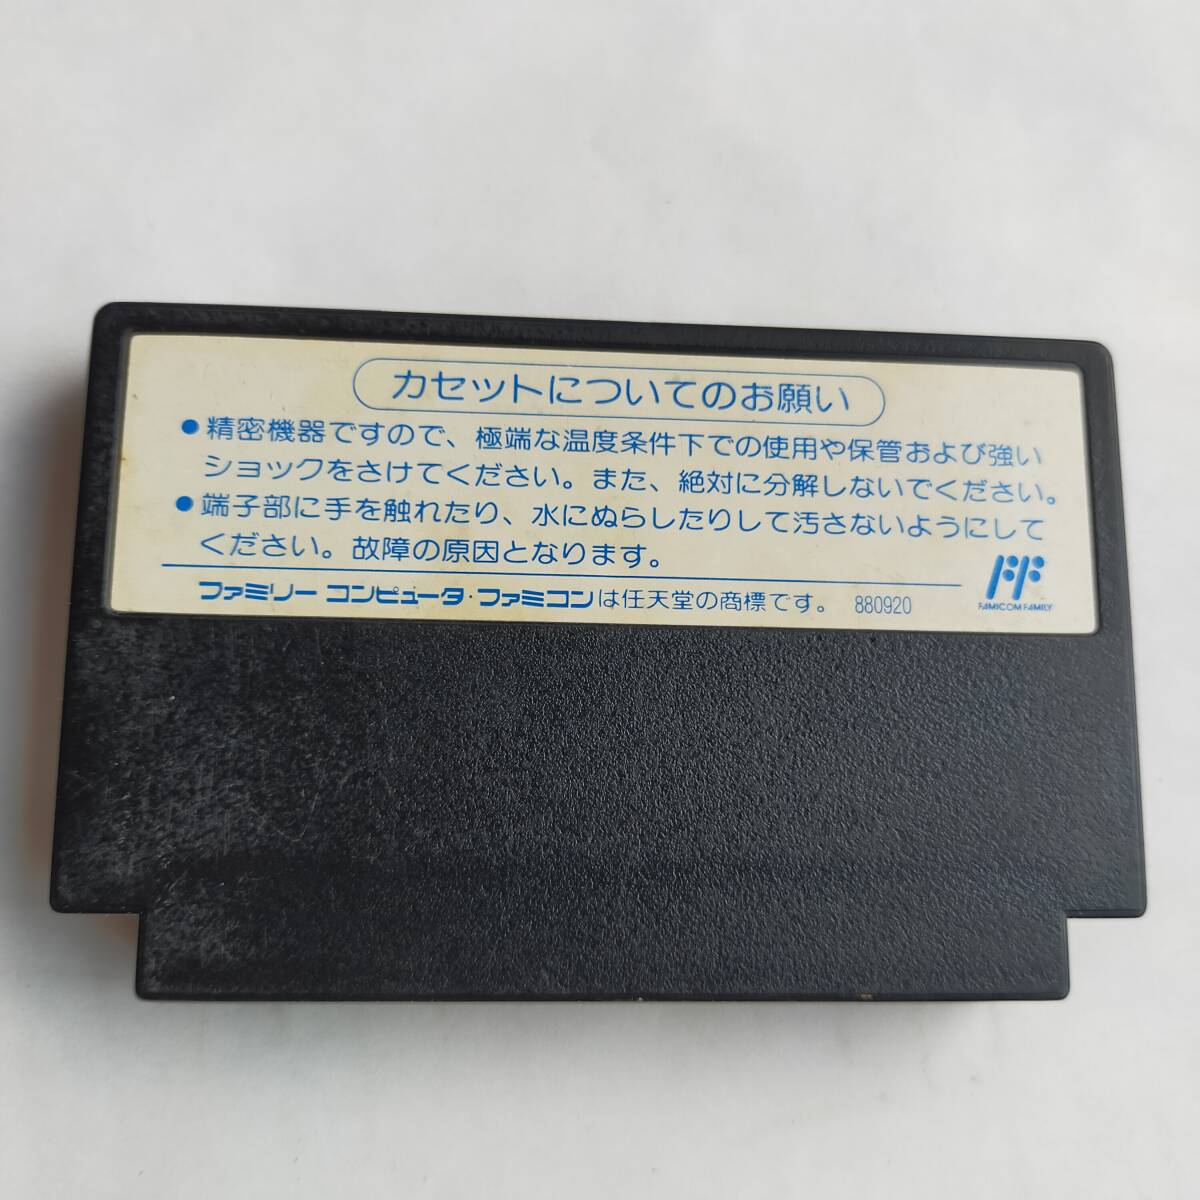 カセットについてのお願い
●精密機器ですので、極端な温度条件下での使用や保管および強い
ショックをさけてください。また、絶対に分解しないでください。
●端子部に手を触れたり、水にぬらしたりして汚さないようにして
ください。故障の原因となります。
ファミリー コンピュータ・ファミコンは任天堂の商標です。 880920
FAMICOM FAMILY